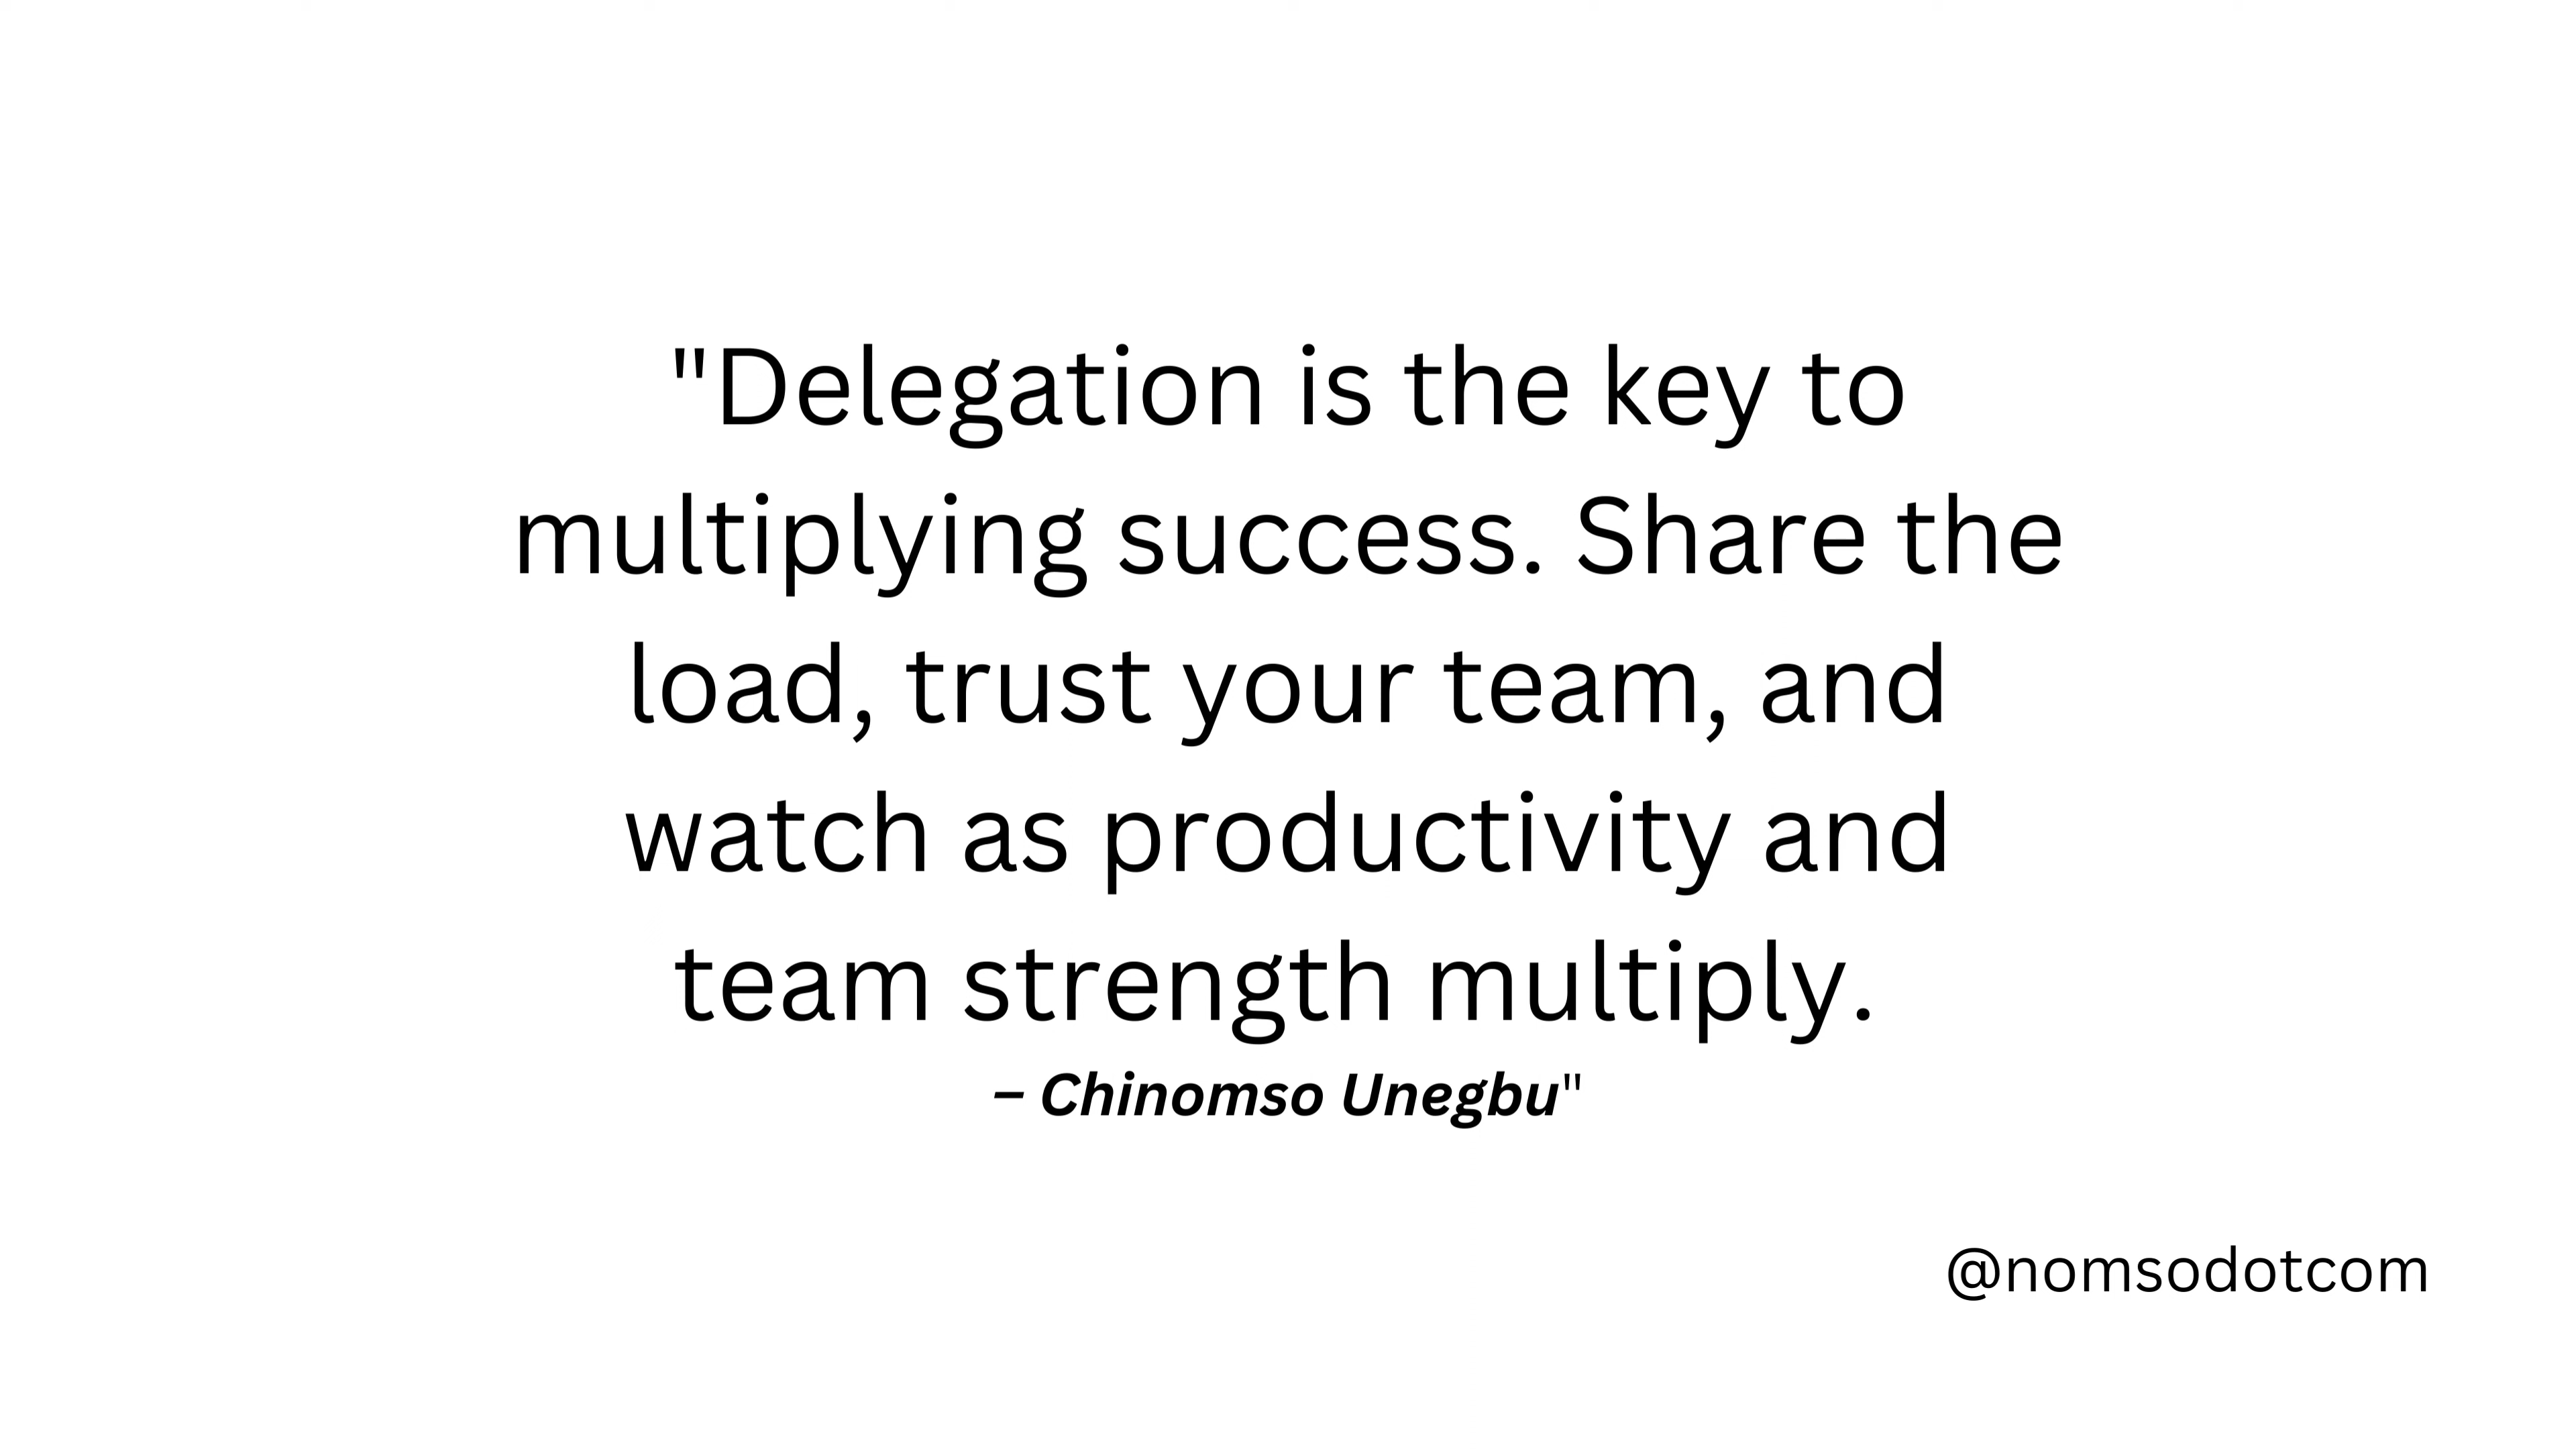 "Delegation is the key to
multiplying success. Share the
load, trust your team, and
watch as productivity and
team strength multiply.
– Chinomso Unegbu"
@nomsodotcom